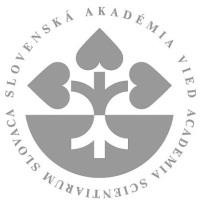 SLOVENSKÁ AKADÉMIA VIED
ACADEMIA SCIENTIARUM SLOVACA